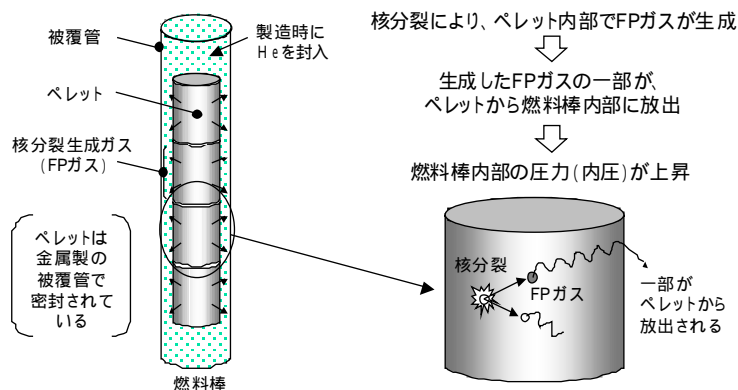 被覆管
製造時に
Heを封入
ペレット
核分裂生成ガス
(FPガス)
ペレットは
金属製の
被覆管で
密封されて
いる
燃料棒
核分裂により、ペレット内部でFPガスが生成
生成したFPガスの一部が、
ペレットから燃料棒内部に放出
燃料棒内部の圧力(内圧)が上昇
核分裂
FPガス
一部が
ペレットから
放出される